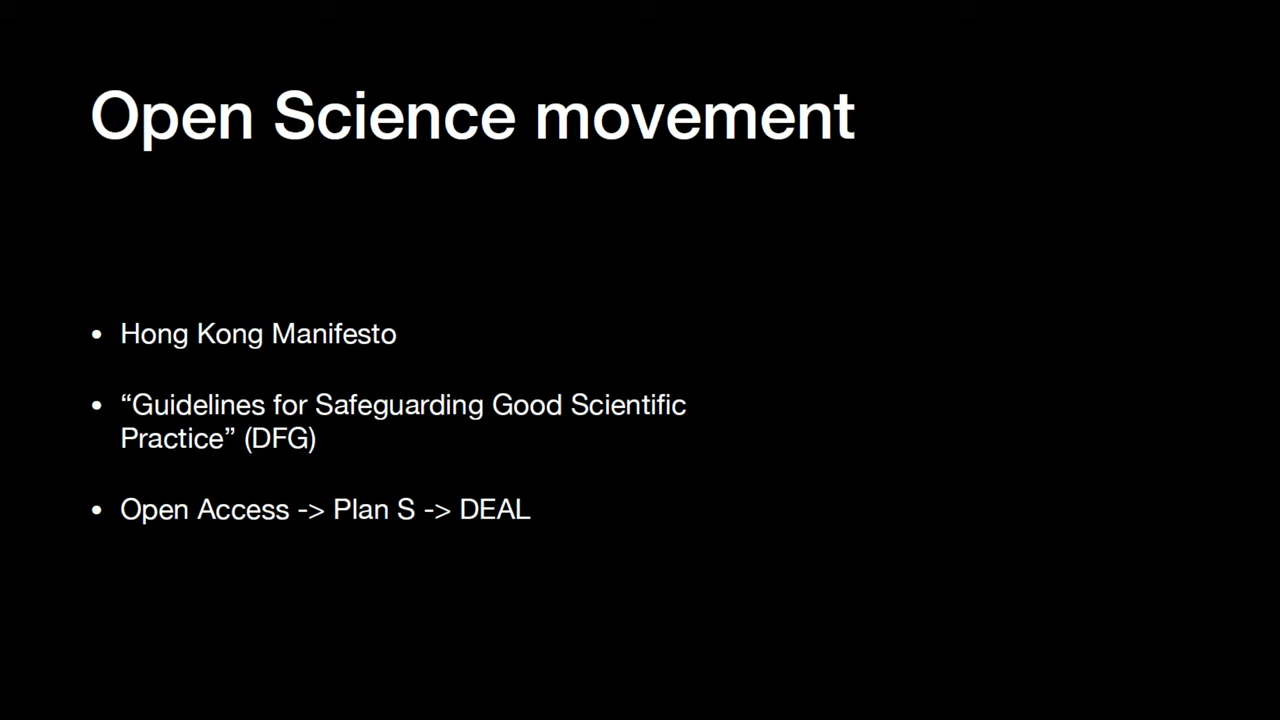 Open Science movement
• Hong Kong Manifesto
• “Guidelines for Safeguarding Good Scientific
Practice” (DFG)
• Open Access -> Plan S -> DEAL